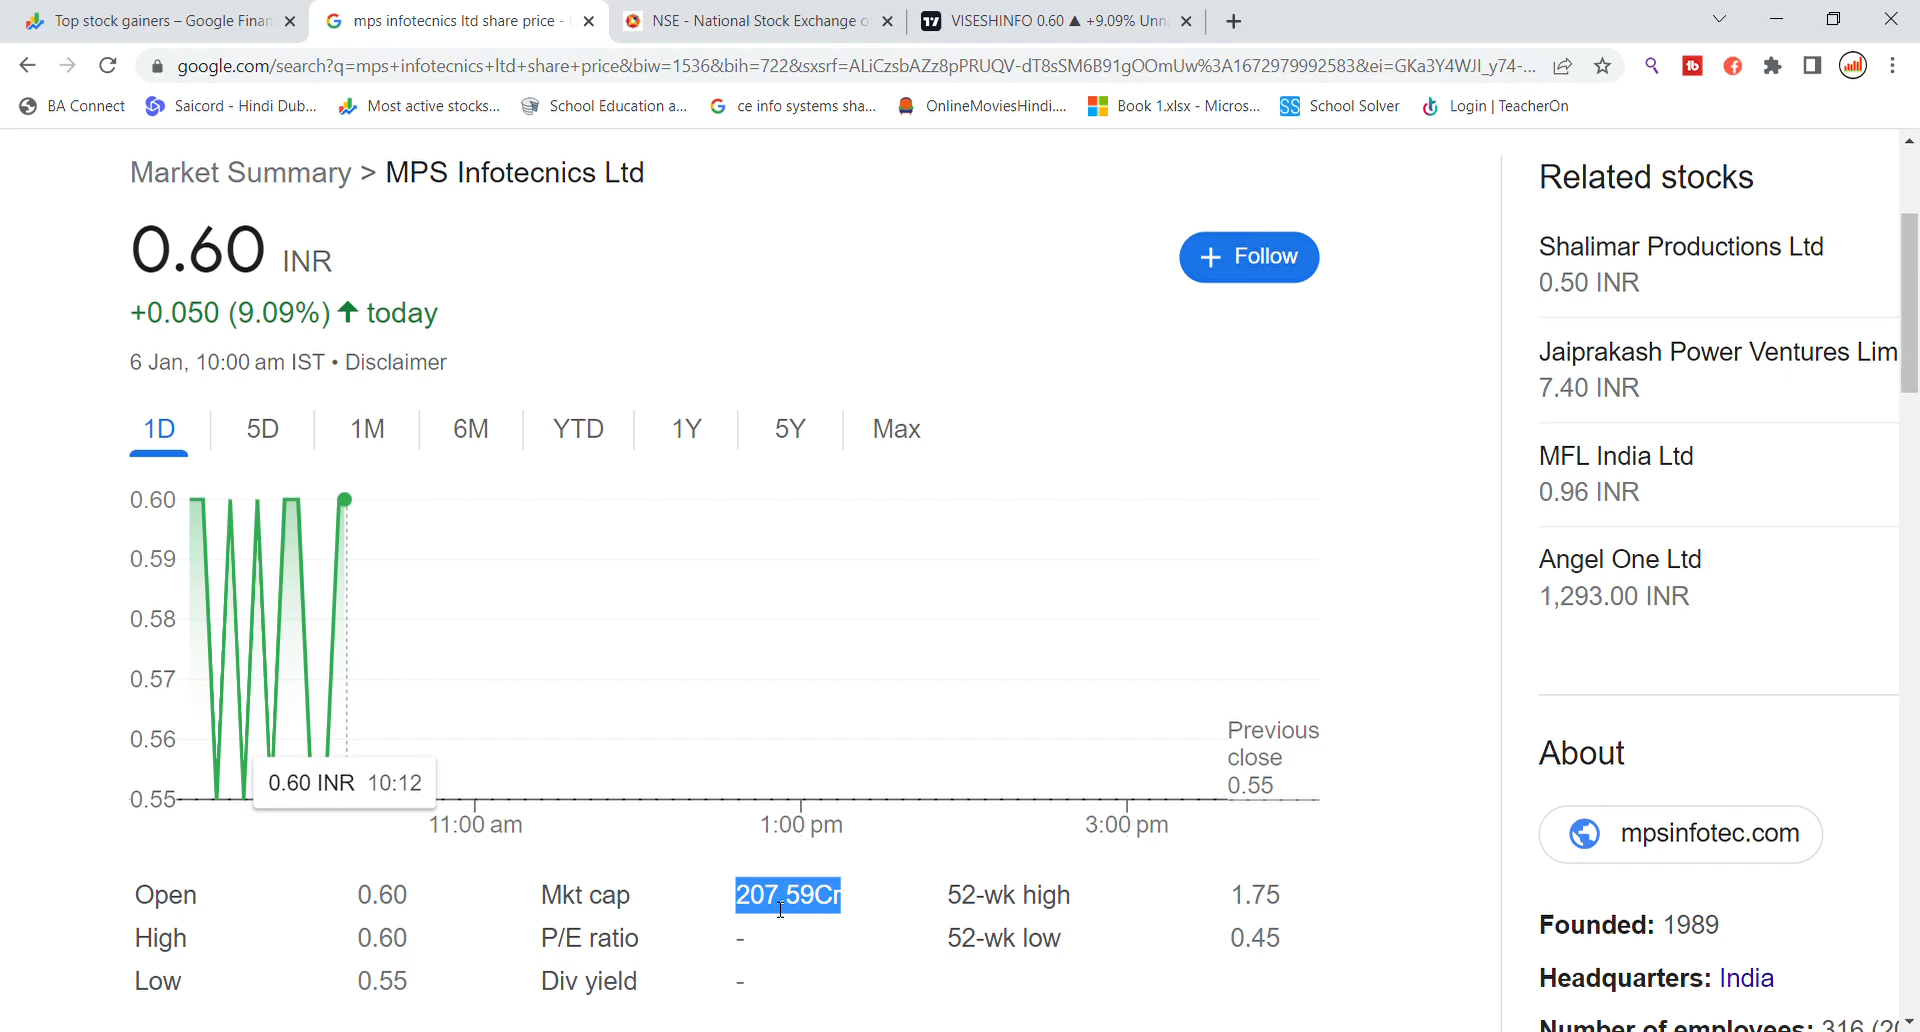 Top stock gainers – Google Finan
mps infotecnics ltd share price -
NSE - National Stock Exchange o
VISESHINFO 0.60 ▲ +9.09% Unn
google.com/search?q=mps+infotecnics+ltd+share+price&biw=1536&bih=722&sxsrf=ALiCzsbAZz8pPRUQV-dT8sSM6B91gOOmUw%3A1672979992583&ei=GKa3Y4WJI_y74-...
BA Connect
Saicord - Hindi Dub...
Most active stocks...
School Education a...
ce info systems sha...
OnlineMoviesHindi....
Book 1.xlsx - Micros...
SS School Solver
Login | TeacherOn
Market Summary > MPS Infotecnics Ltd
0.60 INR
+ Follow
+0.050 (9.09%) ↑ today
6 Jan, 10:00 am IST • Disclaimer
1D 5D 1M 6M YTD 1Y 5Y Max
0.60
0.59
0.58
0.57
0.56
0.55
Previous
close
0.55
0.60 INR 10:12
11:00 am 1:00 pm 3:00 pm
Open 0.60 Mkt cap 207.59Cr 52-wk high 1.75
High 0.60 P/E ratio - 52-wk low 0.45
Low 0.55 Div yield -
Related stocks
Shalimar Productions Ltd
0.50 INR
Jaiprakash Power Ventures Lim
7.40 INR
MFL India Ltd
0.96 INR
Angel One Ltd
1,293.00 INR
About
mpsinfotec.com
Founded: 1989
Headquarters: India
Number of employees: 316 (20